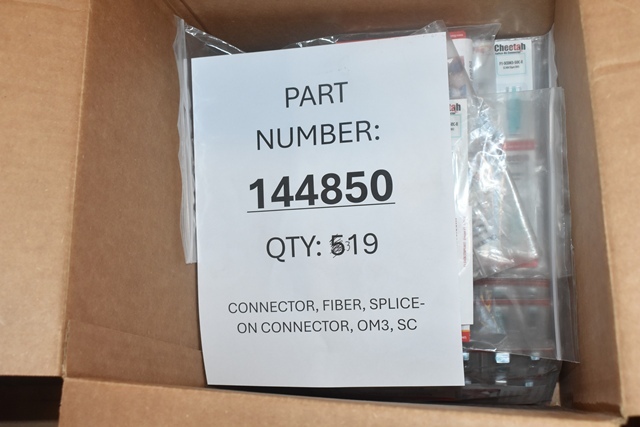 PART
NUMBER:
144850
QTY: 519
CONNECTOR, FIBER, SPLICE-
ON CONNECTOR, OM3, SC
Cheetah